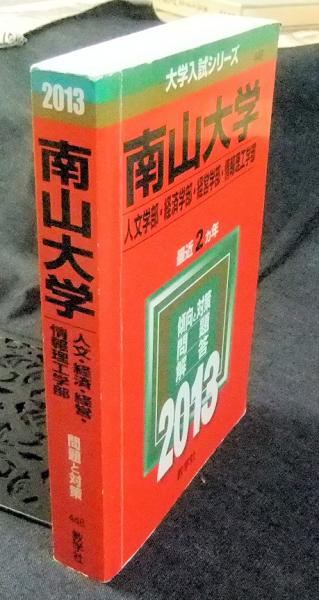 2013
南山大学
人文・経済・経営・
情報理工学部
問題と対策
448
教学社
大学入試シリーズ
448
南山大学
人文学部・経済学部・経営学部・情報理工学部
最近2カ年
傾向と対策
問題
解答
2013
教学社